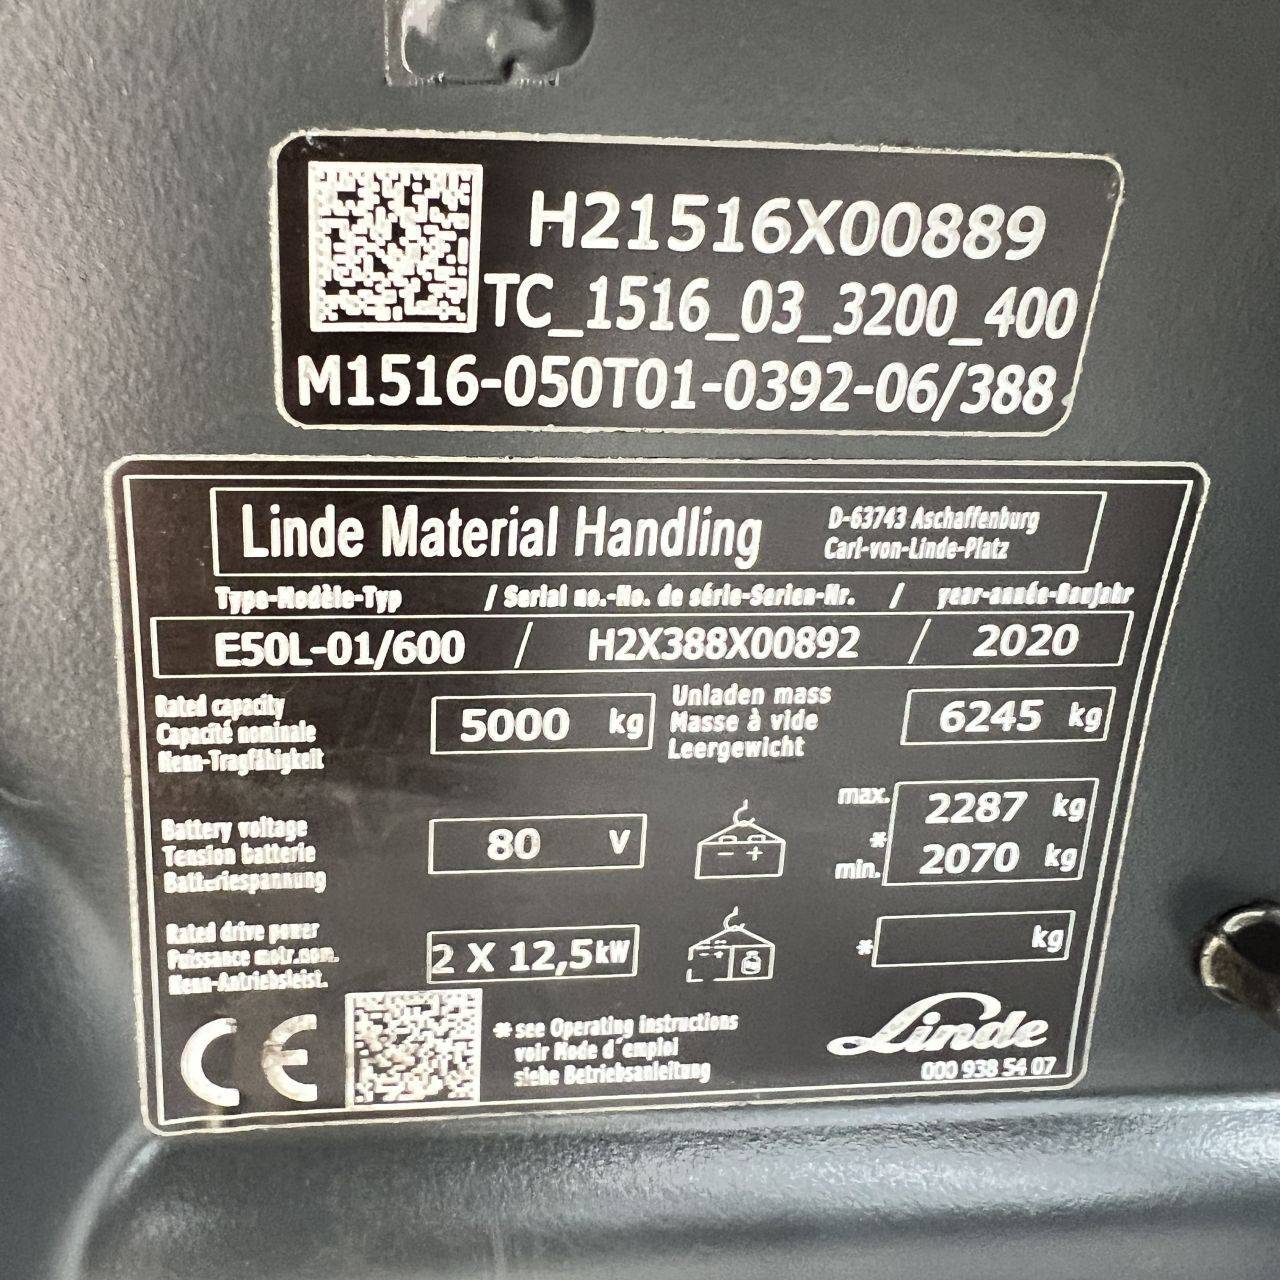 H21516X00889
TC_1516_03_3200_400
M1516-050T01-0392-06/388
Linde Material Handling
D-63743 Aschaffenburg
Carl-von-Linde-Platz
Type-Modèle-Typ / Serial no.-No. de série-Serien-Nr. / year-année-Baujahr
E50L-01/600 / H2X388X00892 / 2020
Rated capacity
Capacité nominale
Nenn-Tragfähigkeit
5000 kg
Unladen mass
Masse à vide
Leergewicht
6245 kg
Battery voltage
Tension batterie
Batteriespannung
80 V
- +
max. 2287 kg
*
min. 2070 kg
Rated drive power
Puissance motr.nom.
Nenn-Antriebsleist.
2 X 12,5kW
- +
* kg
CE
* see Operating instructions
voir Mode d'emploi
siehe Betriebsanleitung
Linde
000 938 54 07